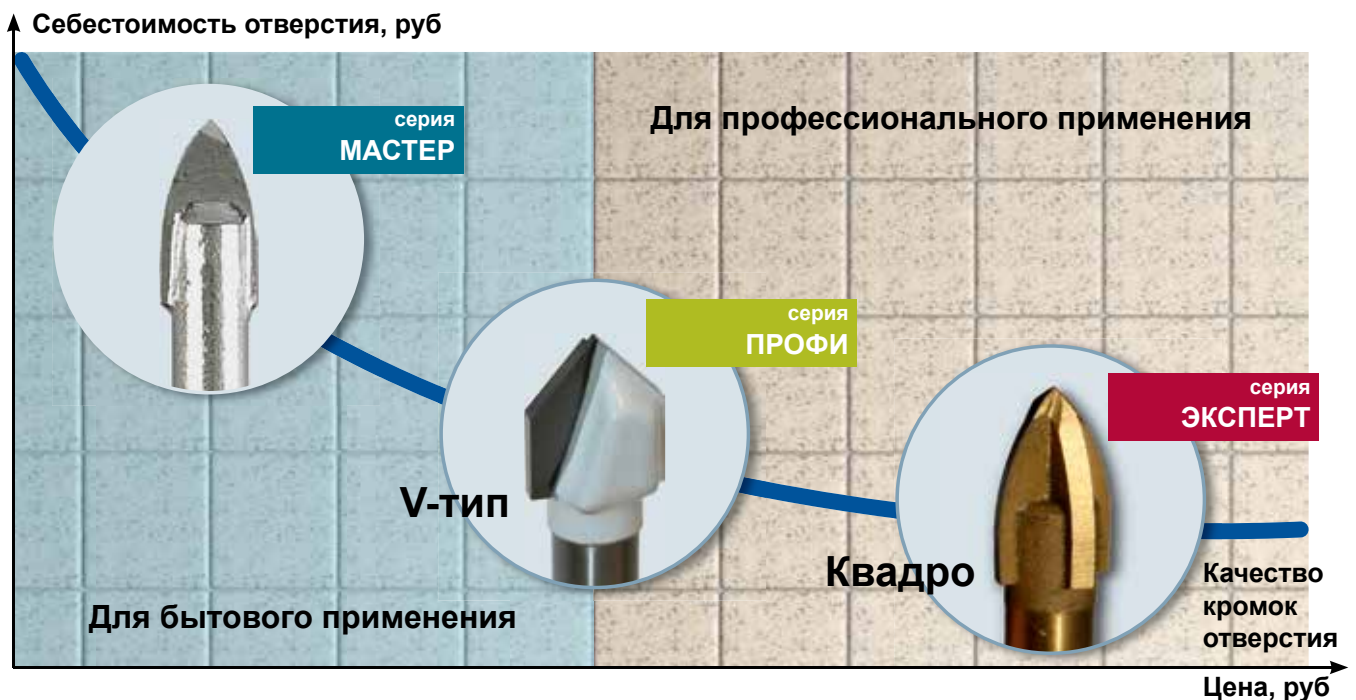 Себестоимость отверстия, руб
серия
МАСТЕР
Для профессионального применения
серия
ПРОФИ
V-тип
серия
ЭКСПЕРТ
Квадро
Для бытового применения
Качество
кромок
отверстия
Цена, руб